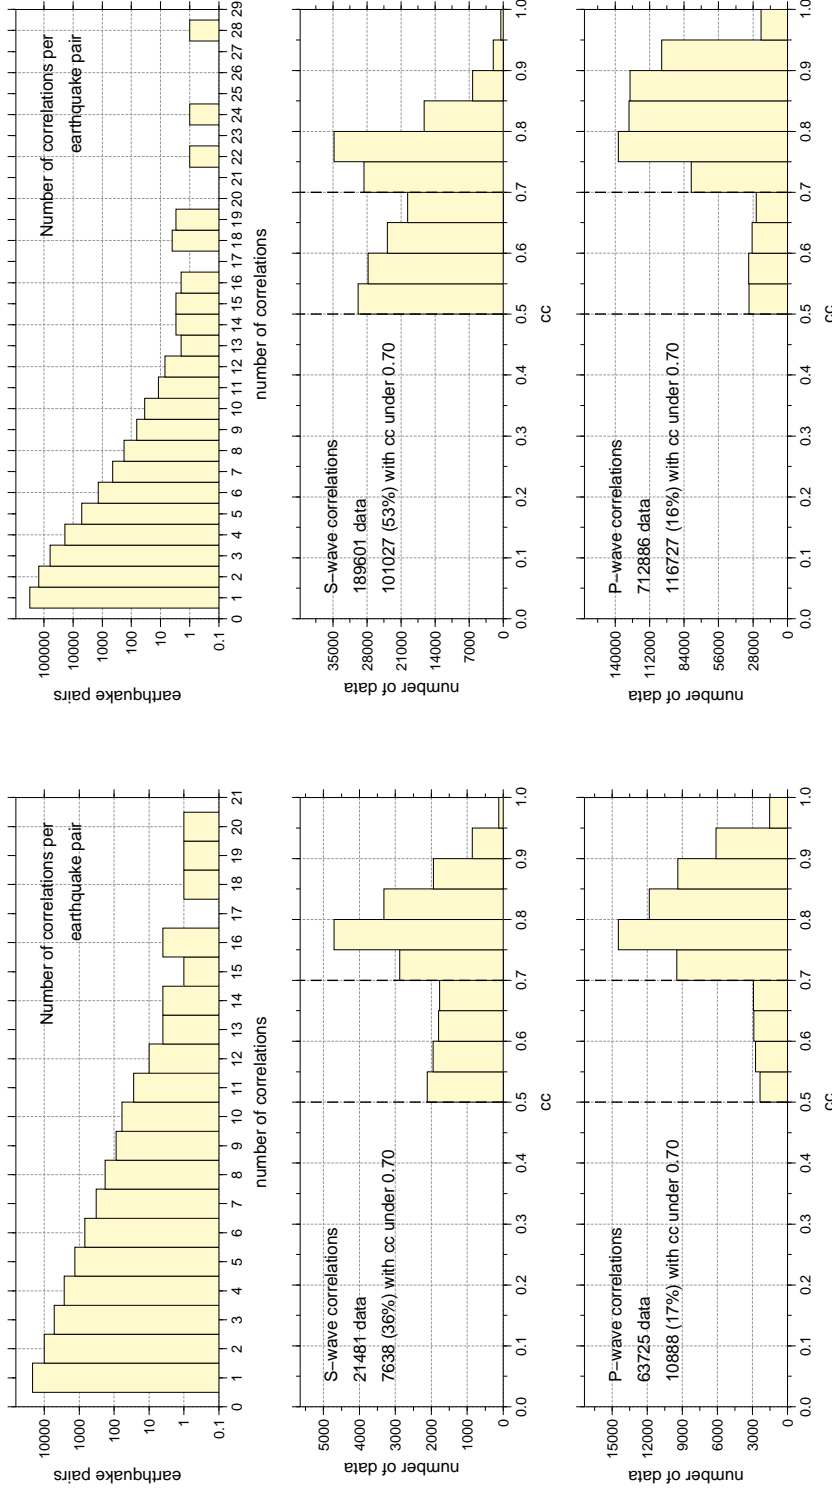 Number of correlations per
earthquake pair
earthquake pairs
10000
1000
100
10
1
0.1
0 1 2 3 4 5 6 7 8 9 10 11 12 13 14 15 16 17 18 19 20 21
number of correlations
S−wave correlations
21481 data
7638 (36%) with cc under 0.70
number of data
5000
4000
3000
2000
1000
0
0.0 0.1 0.2 0.3 0.4 0.5 0.6 0.7 0.8 0.9 1.0
cc
P−wave correlations
63725 data
10888 (17%) with cc under 0.70
number of data
15000
12000
9000
6000
3000
0
0.0 0.1 0.2 0.3 0.4 0.5 0.6 0.7 0.8 0.9 1.0
cc
Number of correlations per
earthquake pair
earthquake pairs
100000
10000
1000
100
10
1
0.1
0 1 2 3 4 5 6 7 8 9 10 11 12 13 14 15 16 17 18 19 20 21 22 23 24 25 26 27 28 29
number of correlations
S−wave correlations
189601 data
101027 (53%) with cc under 0.70
number of data
35000
28000
21000
14000
7000
0
0.0 0.1 0.2 0.3 0.4 0.5 0.6 0.7 0.8 0.9 1.0
cc
P−wave correlations
712886 data
116727 (16%) with cc under 0.70
number of data
140000
112000
84000
56000
28000
0
0.0 0.1 0.2 0.3 0.4 0.5 0.6 0.7 0.8 0.9 1.0
cc